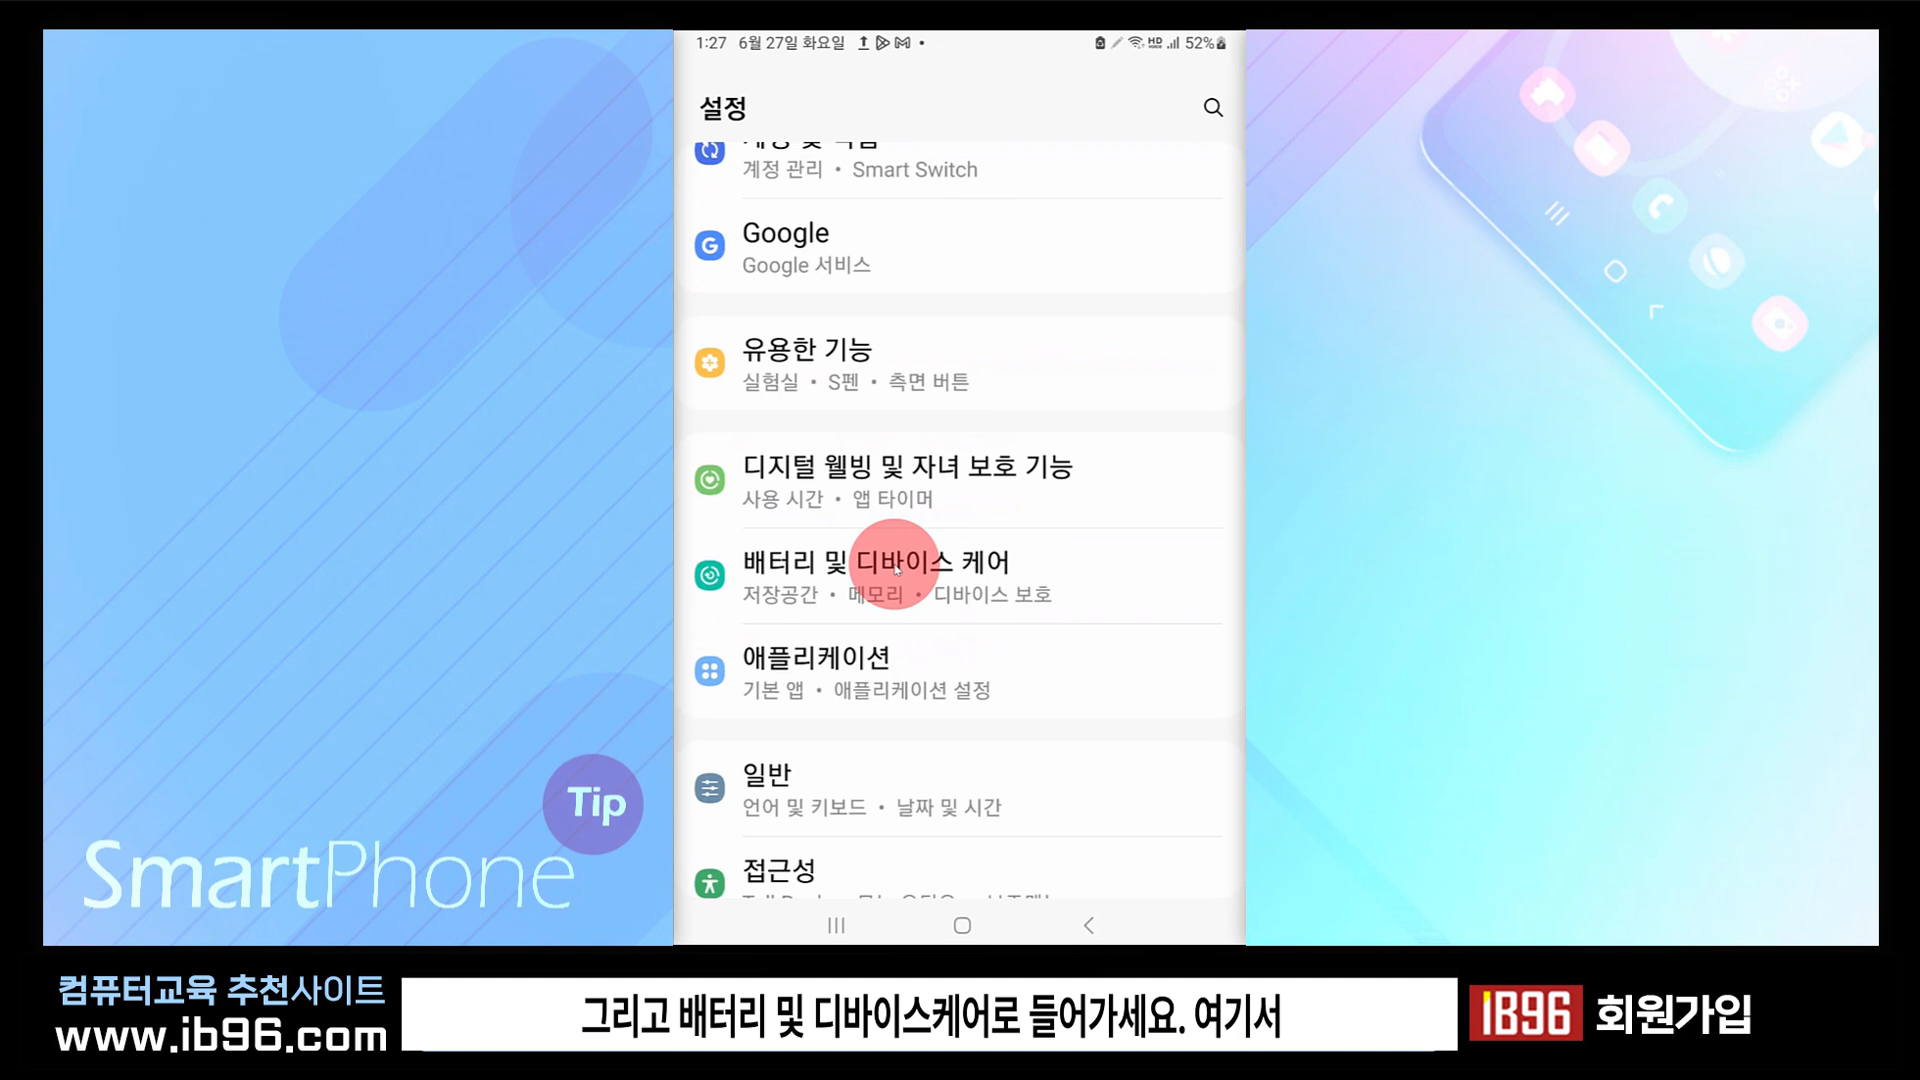 1:27 6월 27일 화요일
52%
설정
계정 관리 • Smart Switch
Google
Google 서비스
유용한 기능
실험실 • S펜 • 측면 버튼
디지털 웰빙 및 자녀 보호 기능
사용 시간 • 앱 타이머
배터리 및 디바이스 케어
저장공간 • 메모리 • 디바이스 보호
애플리케이션
기본 앱 • 애플리케이션 설정
일반
언어 및 키보드 • 날짜 및 시간
접근성
Tip
SmartPhone
컴퓨터교육 추천사이트
www.ib96.com
그리고 배터리 및 디바이스케어로 들어가세요. 여기서
IB96 회원가입